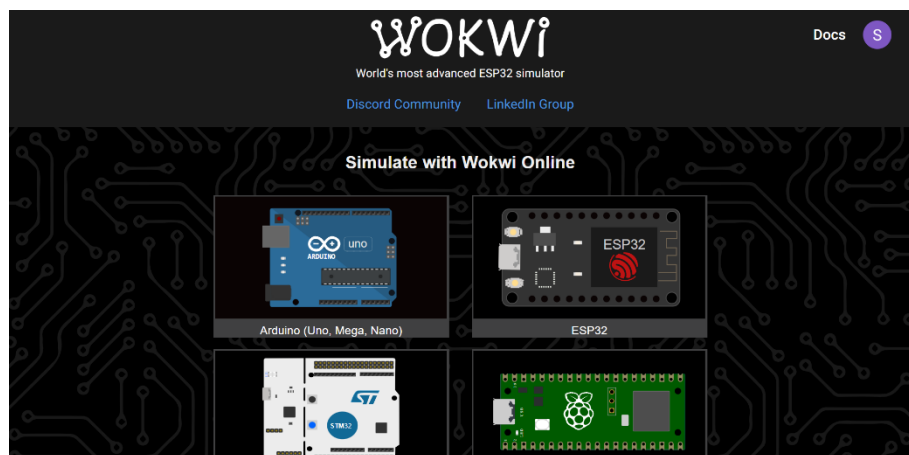 WOKWi
Docs S
World's most advanced ESP32 simulator
Discord Community LinkedIn Group
Simulate with Wokwi Online
uno
ARDUINO
ESP32
Arduino (Uno, Mega, Nano)
ESP32
ST
STM32